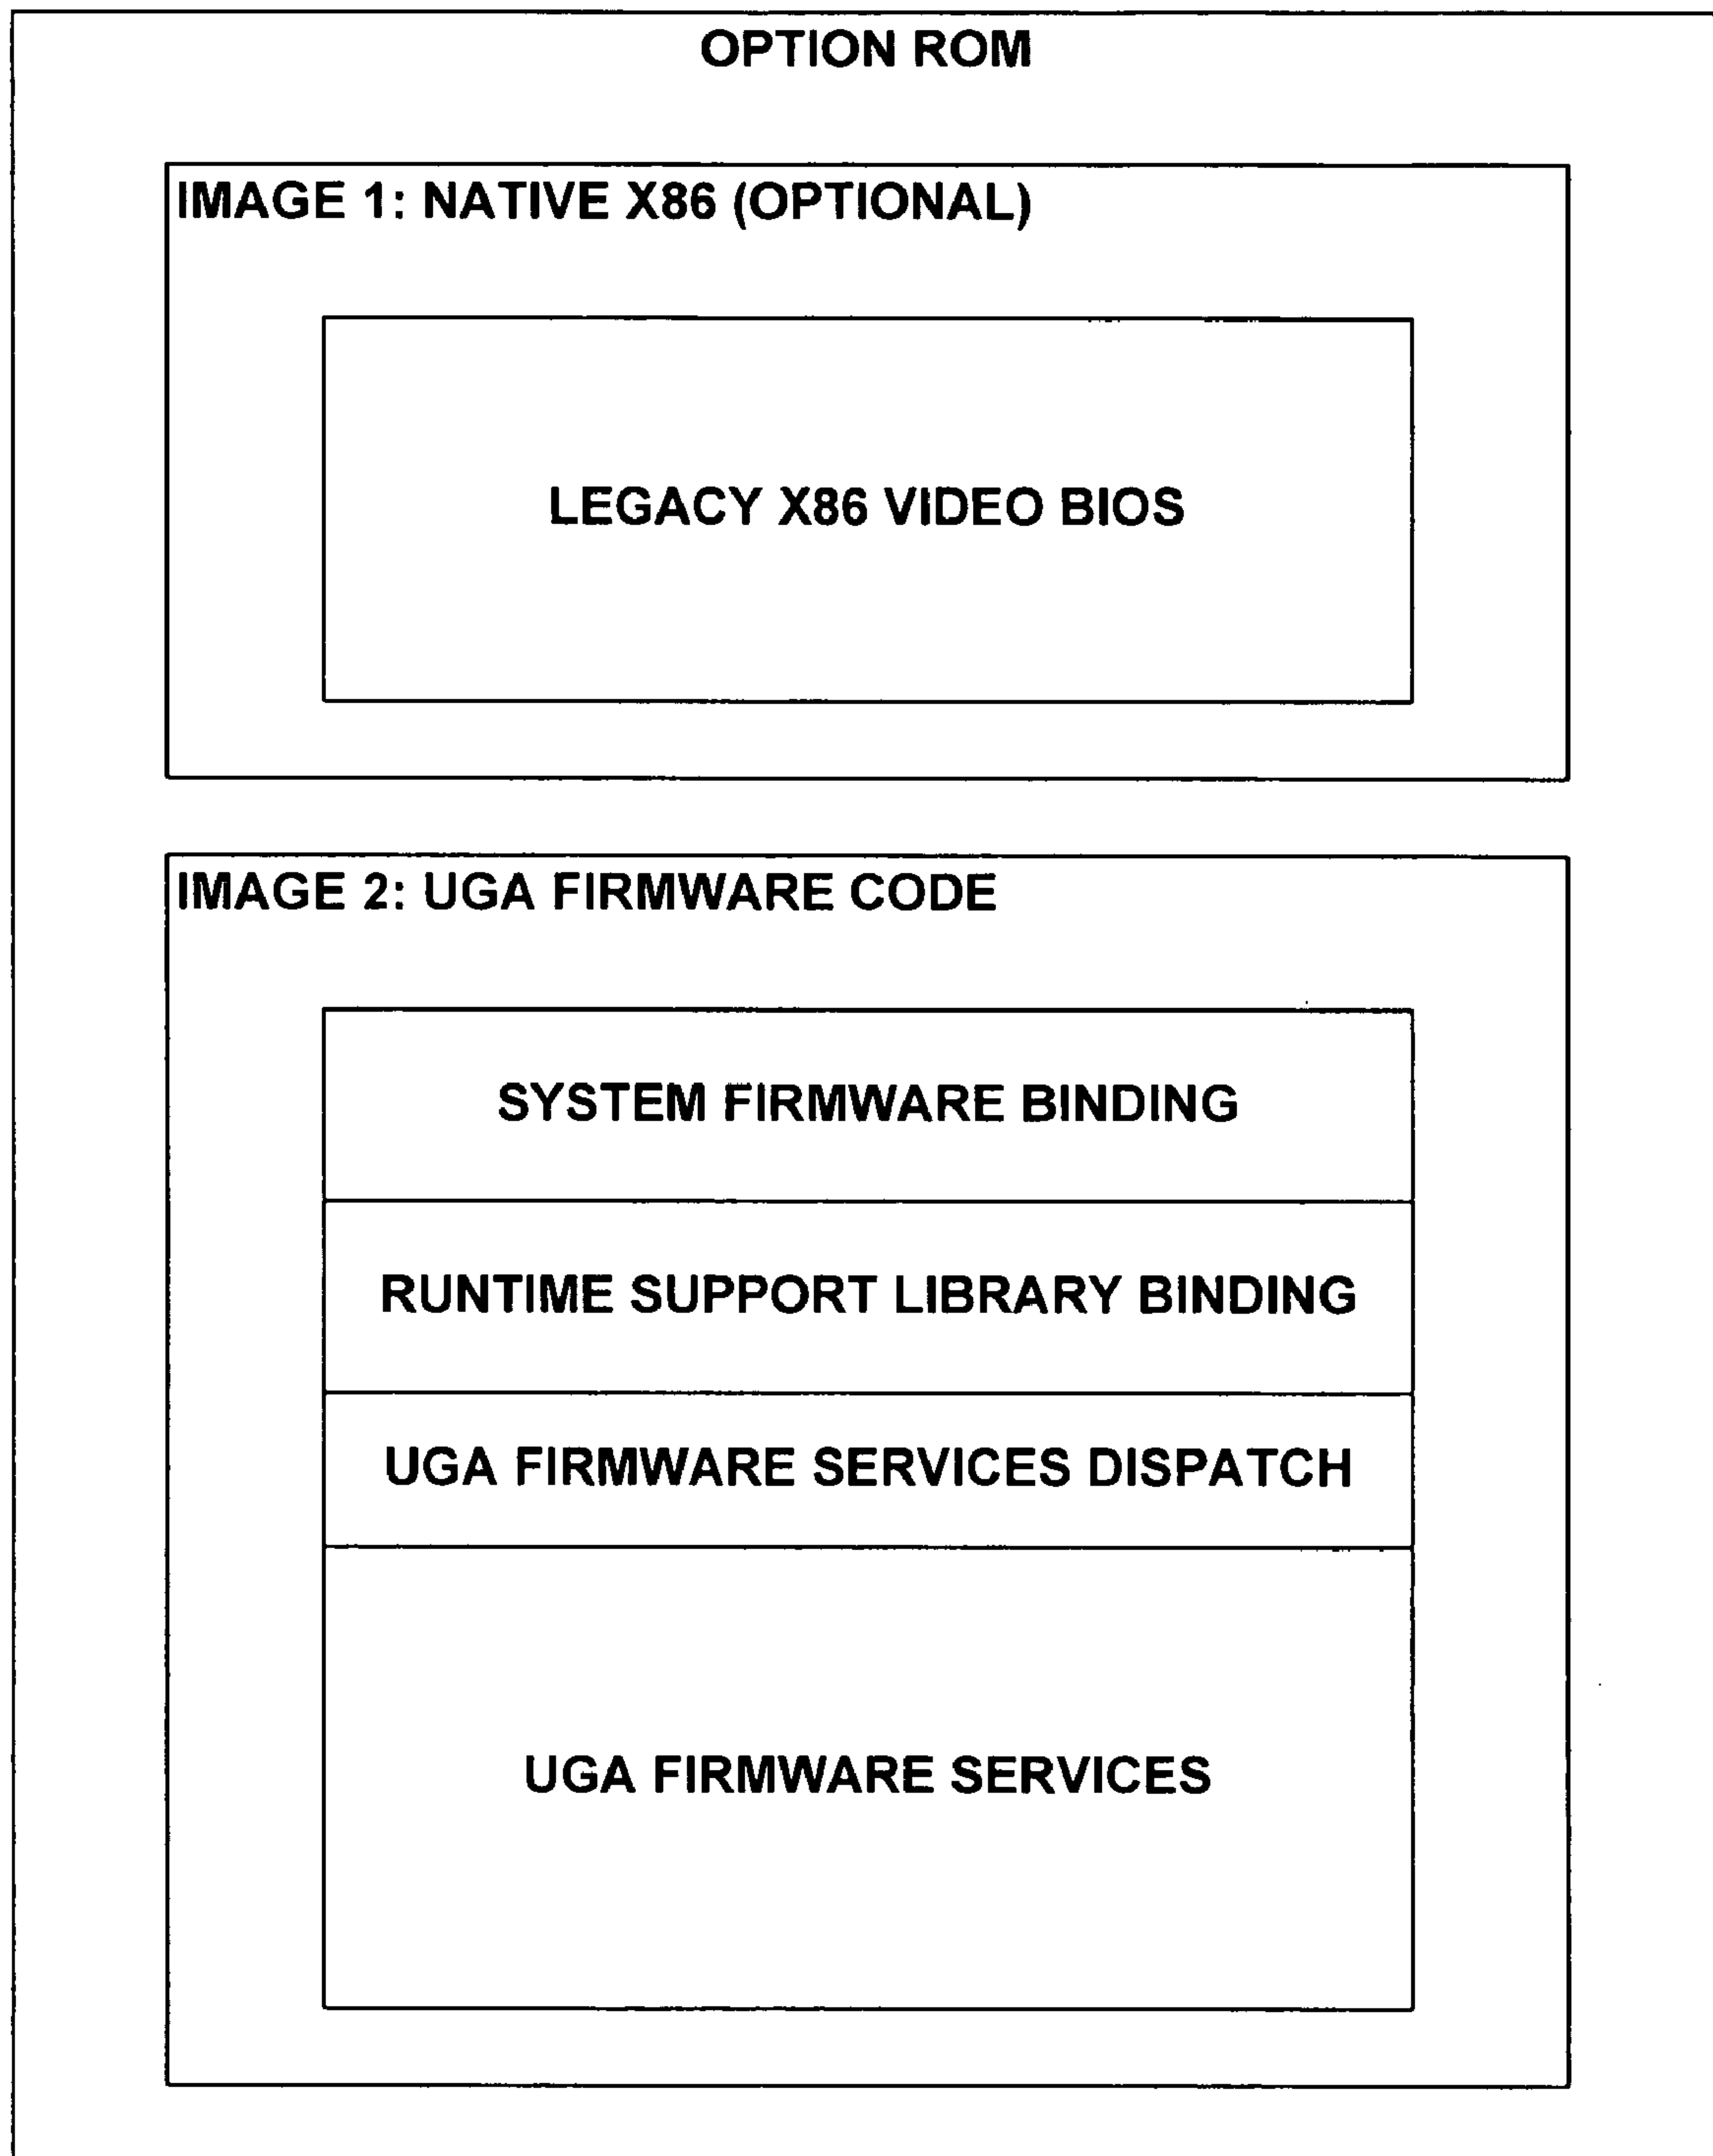 OPTION ROM
IMAGE 1: NATIVE X86 (OPTIONAL)
LEGACY X86 VIDEO BIOS
IMAGE 2: UGA FIRMWARE CODE
SYSTEM FIRMWARE BINDING
RUNTIME SUPPORT LIBRARY BINDING
UGA FIRMWARE SERVICES DISPATCH
UGA FIRMWARE SERVICES